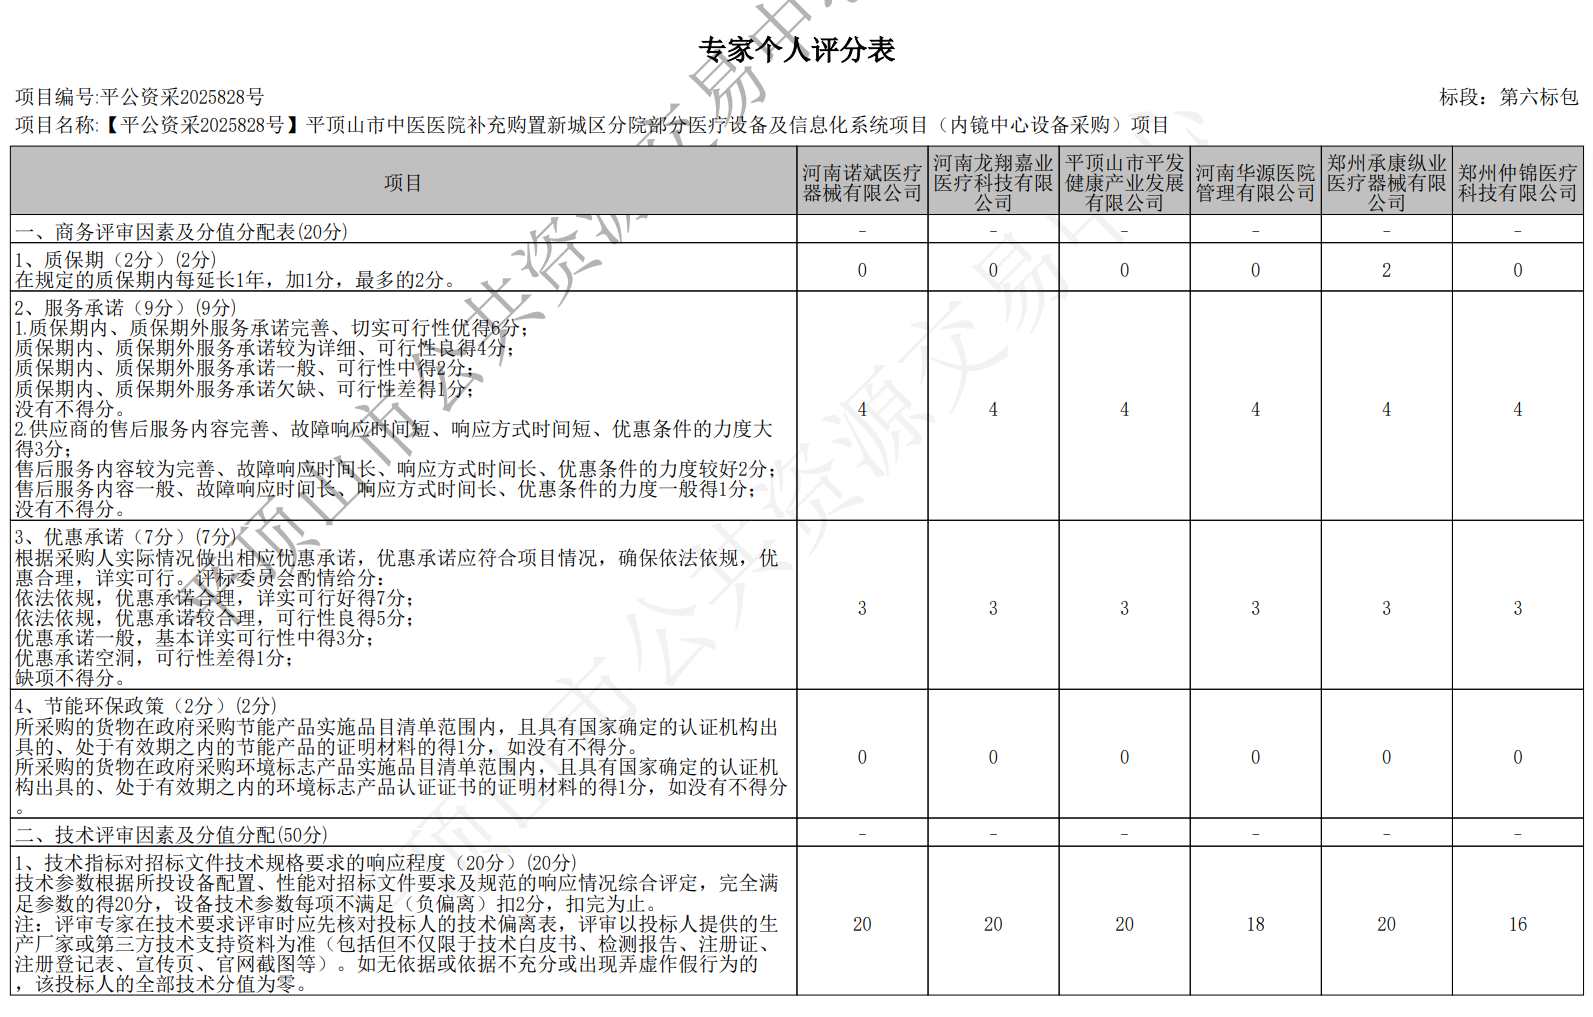 专家个人评分表
项目编号:平公资采2025828号
标段：第六标包
项目名称:【平公资采2025828号】平顶山市中医医院补充购置新城区分院部分医疗设备及信息化系统项目（内镜中心设备采购）项目
项目
河南诺斌医疗
器械有限公司
河南龙翔嘉业
医疗科技有限
公司
平顶山市平发
健康产业发展
有限公司
河南华源医院
管理有限公司
郑州承康纵业
医疗器械有限
公司
郑州仲锦医疗
科技有限公司
一、商务评审因素及分值分配表(20分)
- - - - - -
1、质保期（2分）(2分)
在规定的质保期内每延长1年，加1分，最多的2分。
0 0 0 0 2 0
2、服务承诺（9分）(9分)
1.质保期内、质保期外服务承诺完善、切实可行性优得6分；
质保期内、质保期外服务承诺较为详细、可行性良得4分；
质保期内、质保期外服务承诺一般、可行性中得2分；
质保期内、质保期外服务承诺欠缺、可行性差得1分；
没有不得分。
2.供应商的售后服务内容完善、故障响应时间短、响应方式时间短、优惠条件的力度大
得3分；
售后服务内容较为完善、故障响应时间长、响应方式时间长、优惠条件的力度较好2分；
售后服务内容一般、故障响应时间长、响应方式时间长、优惠条件的力度一般得1分；
没有不得分。
4 4 4 4 4 4
3、优惠承诺（7分）(7分)
根据采购人实际情况做出相应优惠承诺，优惠承诺应符合项目情况，确保依法依规，优
惠合理，详实可行。评标委员会酌情给分：
依法依规，优惠承诺合理，详实可行好得7分；
依法依规，优惠承诺较合理，可行性良得5分；
优惠承诺一般，基本详实可行性中得3分；
优惠承诺空洞，可行性差得1分；
缺项不得分。
3 3 3 3 3 3
4、节能环保政策（2分）(2分)
所采购的货物在政府采购节能产品实施品目清单范围内，且具有国家确定的认证机构出
具的、处于有效期之内的节能产品的证明材料的得1分，如没有不得分。
所采购的货物在政府采购环境标志产品实施品目清单范围内，且具有国家确定的认证机
构出具的、处于有效期之内的环境标志产品认证证书的证明材料的得1分，如没有不得分
。
0 0 0 0 0 0
二、技术评审因素及分值分配(50分)
- - - - - -
1、技术指标对招标文件技术规格要求的响应程度（20分）(20分)
技术参数根据所投设备配置、性能对招标文件要求及规范的响应情况综合评定，完全满
足参数的得20分，设备技术参数每项不满足（负偏离）扣2分，扣完为止。
注：评审专家在技术要求评审时应先核对投标人的技术偏离表，评审以投标人提供的生
产厂家或第三方技术支持资料为准（包括但不仅限于技术白皮书、检测报告、注册证、
注册登记表、宣传页、官网截图等）。如无依据或依据不充分或出现弄虚作假行为的
，该投标人的全部技术分值为零。
20 20 20 18 20 16
平顶山市公共资源交易中心
平顶山市公共资源交易中心